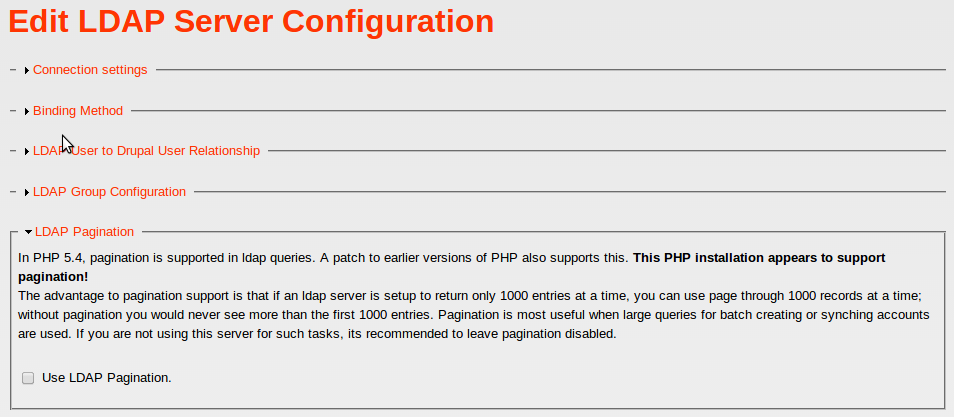 Edit LDAP Server Configuration
Connection settings
Binding Method
LDAP User to Drupal User Relationship
LDAP Group Configuration
LDAP Pagination
In PHP 5.4, pagination is supported in ldap queries. A patch to earlier versions of PHP also supports this. This PHP installation appears to support
pagination!
The advantage to pagination support is that if an ldap server is setup to return only 1000 entries at a time, you can use page through 1000 records at a time;
without pagination you would never see more than the first 1000 entries. Pagination is most useful when large queries for batch creating or synching accounts
are used. If you are not using this server for such tasks, its recommended to leave pagination disabled.
Use LDAP Pagination.